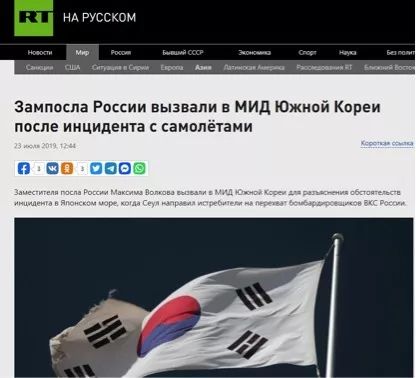 RT
НА РУССКОМ
Новости Мир Россия Бывший СССР Экономика Спорт Наука Без полит
Санкции США Ситуация в Сирии Европа Азия Латинская Америка Расследования RT Ближний Восток
Зампосла России вызвали в МИД Южной Кореи
после инцидента с самолётами
23 июля 2019, 12:44
Короткая ссылка
3 3
Заместителя посла России Максима Волкова вызвали в МИД Южной Кореи для разъяснения обстоятельств
инцидента в Японском море, когда Сеул направил истребители на перехват бомбардировщиков ВКС России.